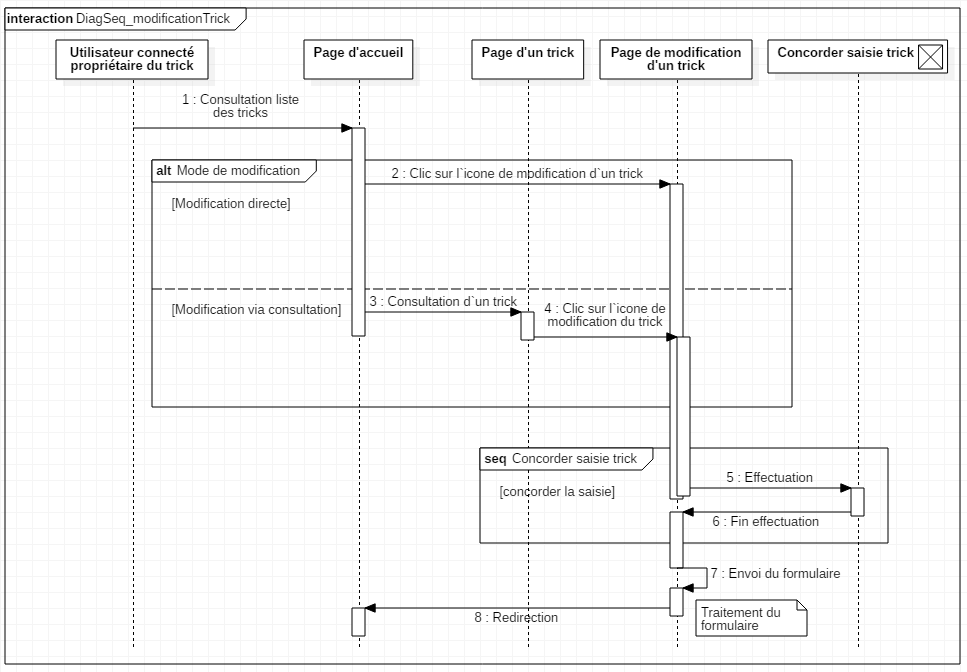 interaction DiagSeq_modificationTrick
Utilisateur connecté
propriétaire du trick
Page d'accueil
Page d'un trick
Page de modification
d'un trick
Concorder saisie trick
1 : Consultation liste
des tricks
alt Mode de modification
2 : Clic sur l`icone de modification d`un trick
[Modification directe]
[Modification via consultation]
3 : Consultation d`un trick
4 : Clic sur l`icone de
modification du trick
seq Concorder saisie trick
[concorder la saisie]
5 : Effectuation
6 : Fin effectuation
7 : Envoi du formulaire
8 : Redirection
Traitement du
formulaire